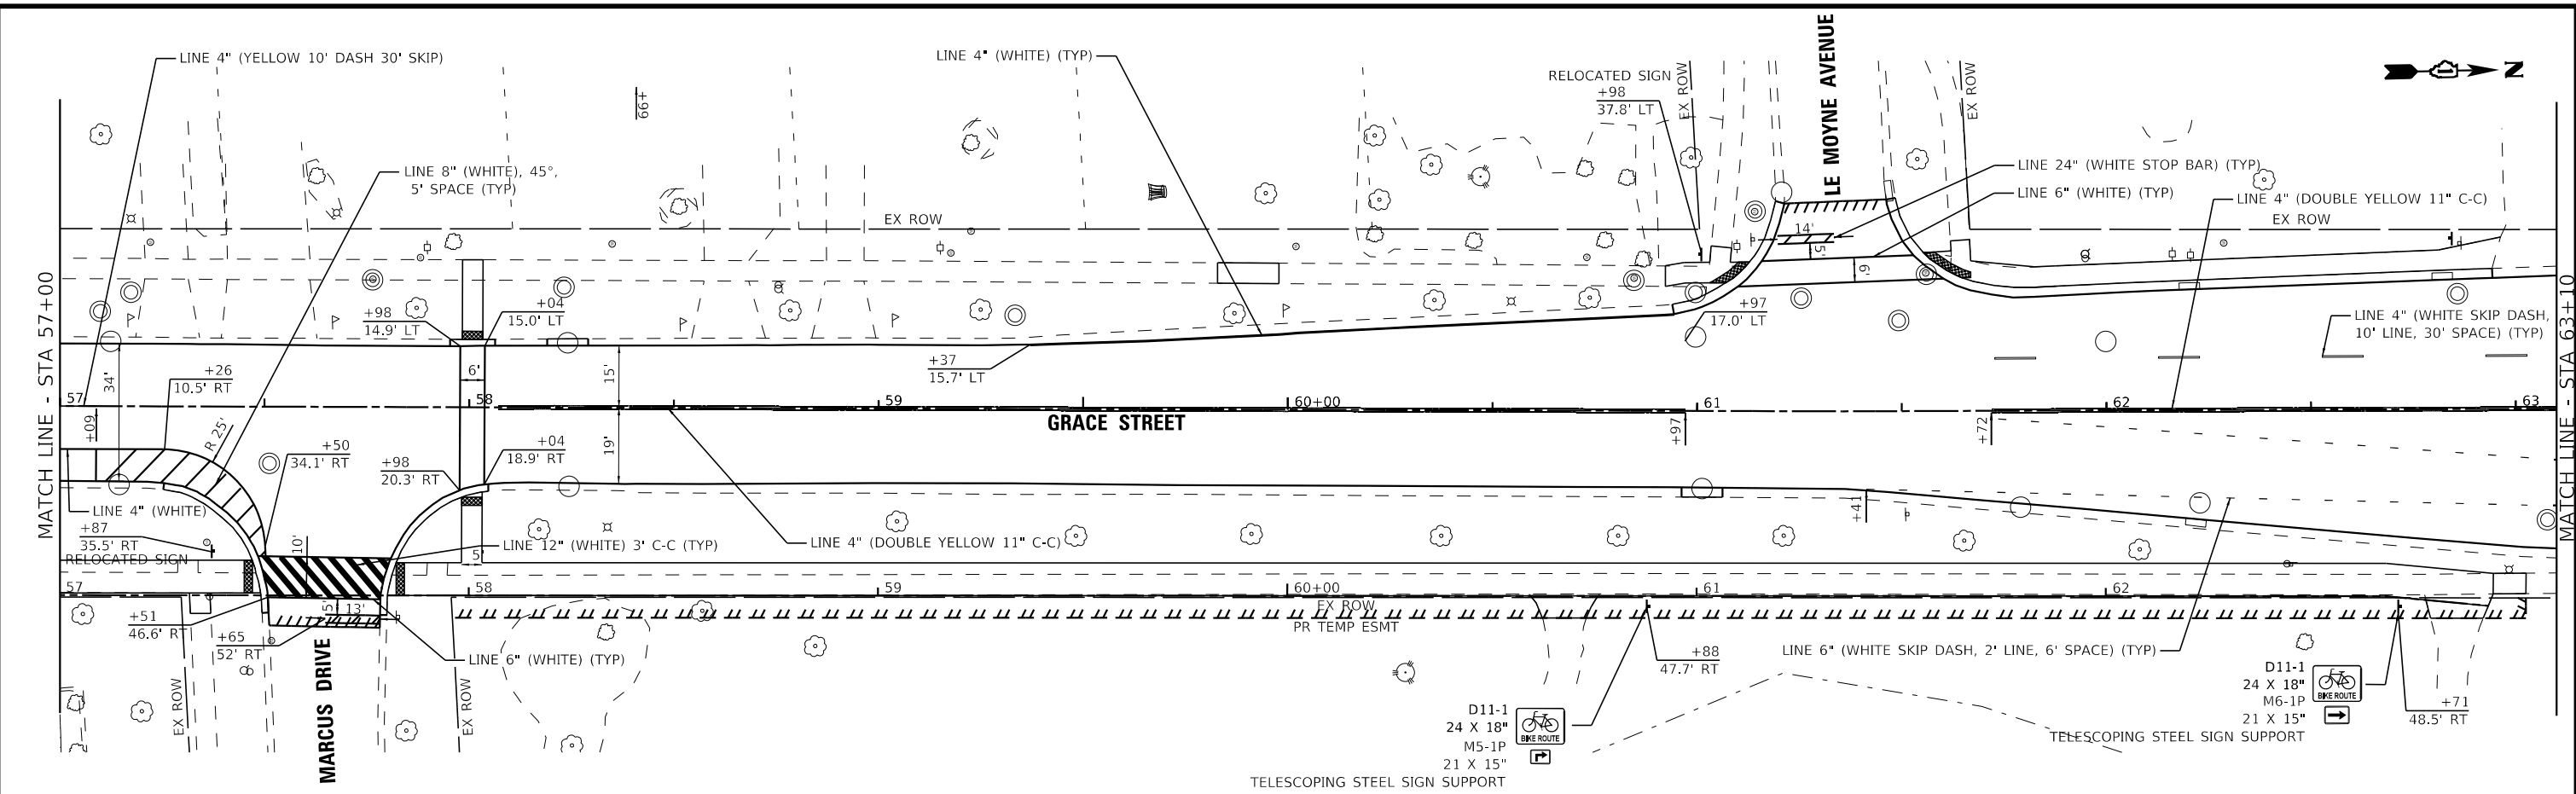 LINE 4" (YELLOW 10' DASH 30' SKIP)
66+
LINE 4" (WHITE) (TYP)
RELOCATED SIGN
+98
37.8' LT
EX ROW
LE MOYNE AVENUE
EX ROW
N
LINE 8" (WHITE), 45°,
5' SPACE (TYP)
LINE 24" (WHITE STOP BAR) (TYP)
LINE 6" (WHITE) (TYP)
LINE 4" (DOUBLE YELLOW 11" C-C)
EX ROW
EX ROW
14'
5'
6'
MATCH LINE - STA 57+00
34'
+98
14.9' LT
+04
15.0' LT
+97
17.0' LT
LINE 4" (WHITE SKIP DASH,
10' LINE, 30' SPACE) (TYP)
MATCH LINE - STA 63+10
+26
10.5' RT
6'
15'
+37
15.7' LT
57
58
59
60+00
61
62
63
+09
GRACE STREET
+97
+72
R 25'
+50
34.1' RT
+98
20.3' RT
+04
18.9' RT
19'
LINE 4" (WHITE)
+87
35.5' RT
RELOCATED SIGN
10'
LINE 12" (WHITE) 3' C-C (TYP)
5'
LINE 4" (DOUBLE YELLOW 11" C-C)
+41
57
58
59
60+00
61
62
5'
13'
EX ROW
PR TEMP ESMT
+51
46.6' RT
+65
52' RT
EX ROW
MARCUS DRIVE
EX ROW
LINE 6" (WHITE) (TYP)
+88
47.7' RT
LINE 6" (WHITE SKIP DASH, 2' LINE, 6' SPACE) (TYP)
D11-1
24 X 18"
M5-1P
21 X 15"
BIKE ROUTE
TELESCOPING STEEL SIGN SUPPORT
D11-1
24 X 18"
M6-1P
21 X 15"
BIKE ROUTE
TELESCOPING STEEL SIGN SUPPORT
+71
48.5' RT